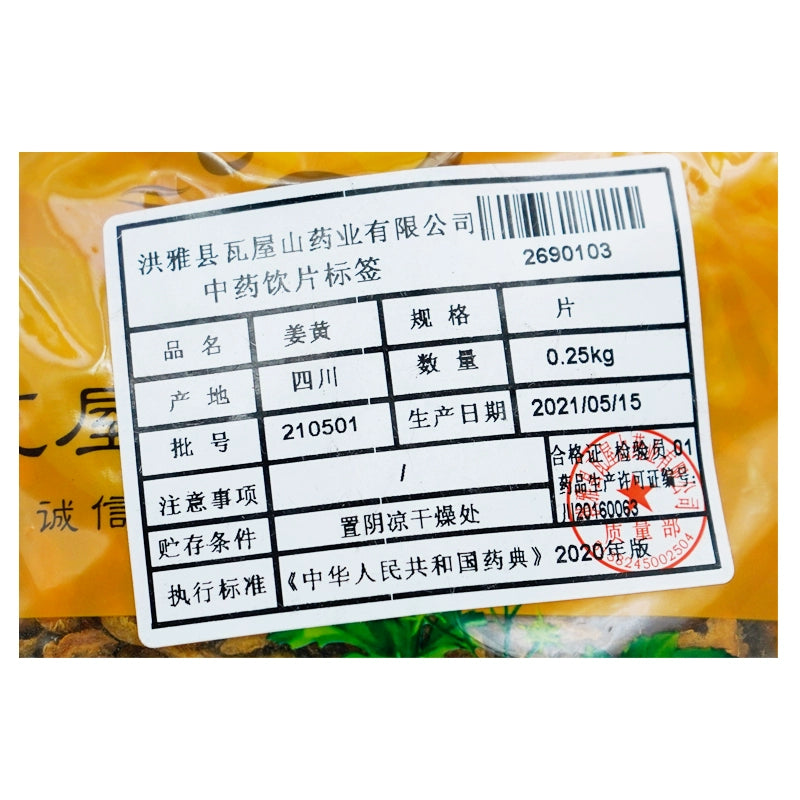 洪雅县瓦屋山药业有限公司
中药饮片标签
2690103
品名 姜黄 规格 片
产地 四川 数量 0.25kg
批号 210501 生产日期 2021/05/15
注意事项 /
合格证 检验员 01
药品生产许可证编号:
川20160063
贮存条件 置阴凉干燥处
执行标准 《中华人民共和国药典》2020年版
质量部
屋
诚信